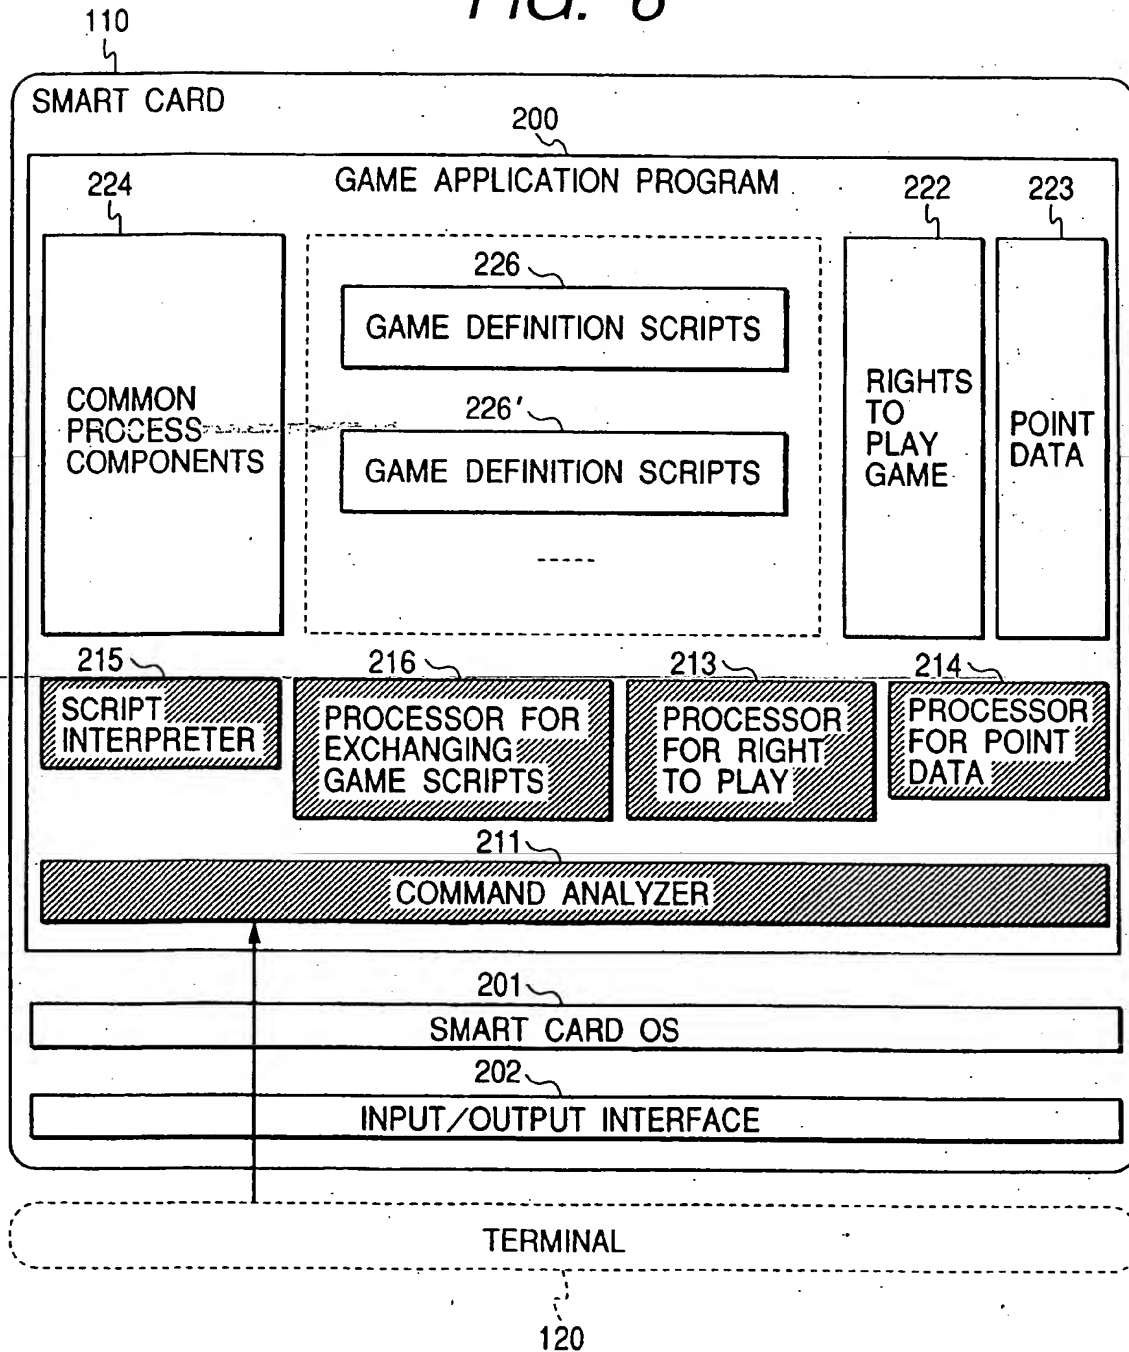 FIG. 6
110
SMART CARD
200
GAME APPLICATION PROGRAM
224
222
223
COMMON
PROCESS
COMPONENTS
226
GAME DEFINITION SCRIPTS
226'
GAME DEFINITION SCRIPTS
RIGHTS
TO
PLAY
GAME
POINT
DATA
215
SCRIPT
INTERPRETER
216
PROCESSOR FOR
EXCHANGING
GAME SCRIPTS
213
PROCESSOR
FOR RIGHT
TO PLAY
214
PROCESSOR
FOR POINT
DATA
211
COMMAND ANALYZER
201
SMART CARD OS
202
INPUT/OUTPUT INTERFACE
TERMINAL
120